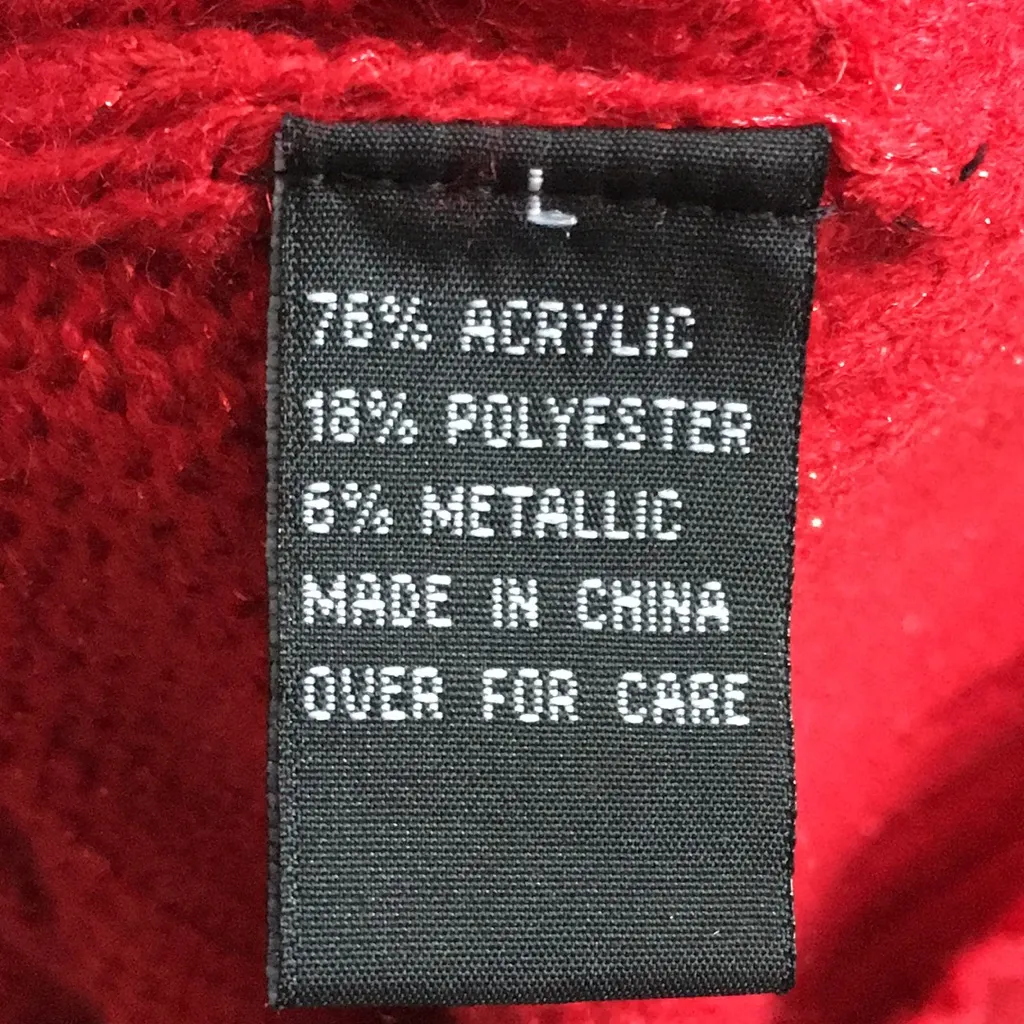 L
76% ACRYLIC
18% POLYESTER
6% METALLIC
MADE IN CHINA
OVER FOR CARE